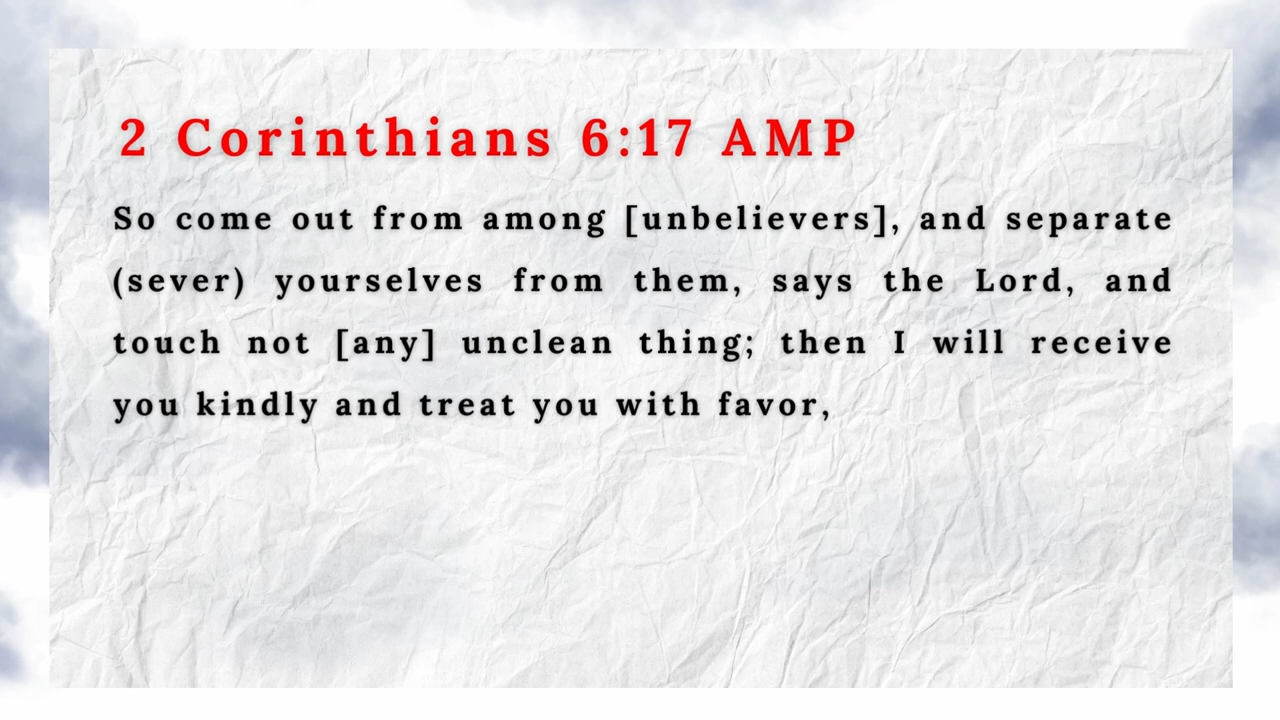 2 Corinthians 6:17 AMP
So come out from among [unbelievers], and separate
(sever) yourselves from them, says the Lord, and
touch not [any] unclean thing; then I will receive
you kindly and treat you with favor,